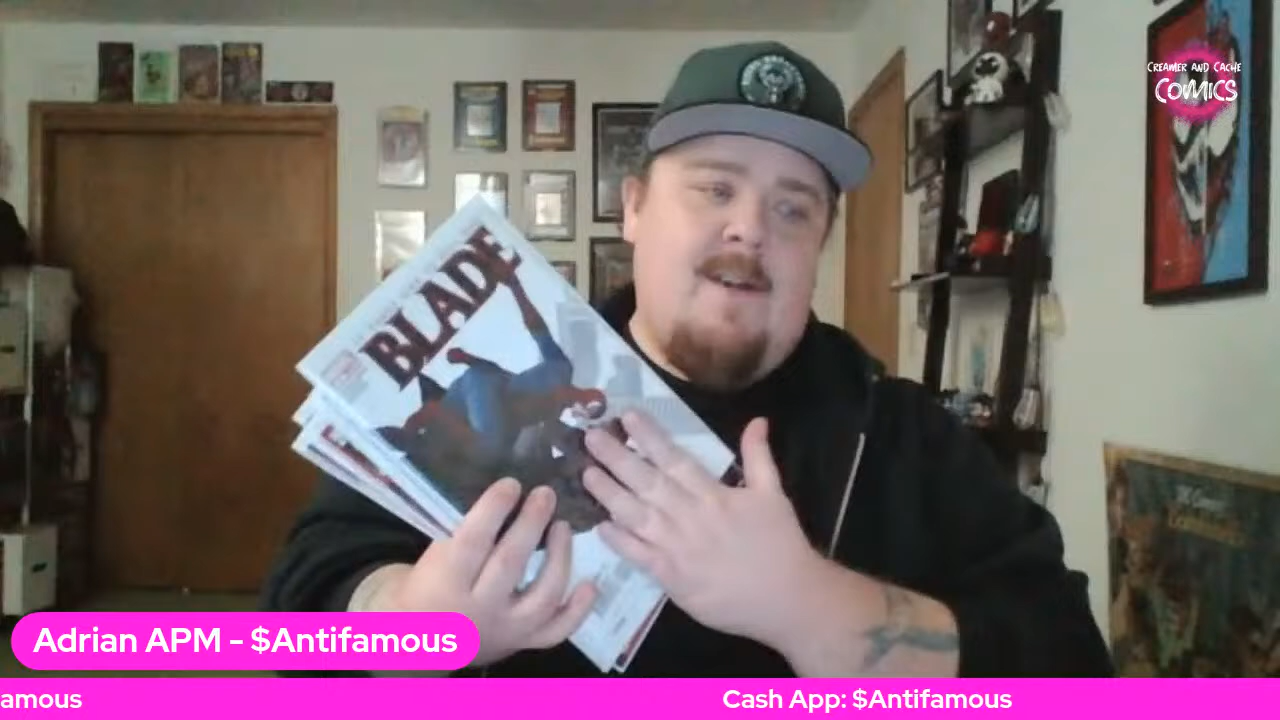 CREAMER AND CACHE
COMICS
BLADE
Adrian APM - $Antifamous
amous
Cash App: $Antifamous